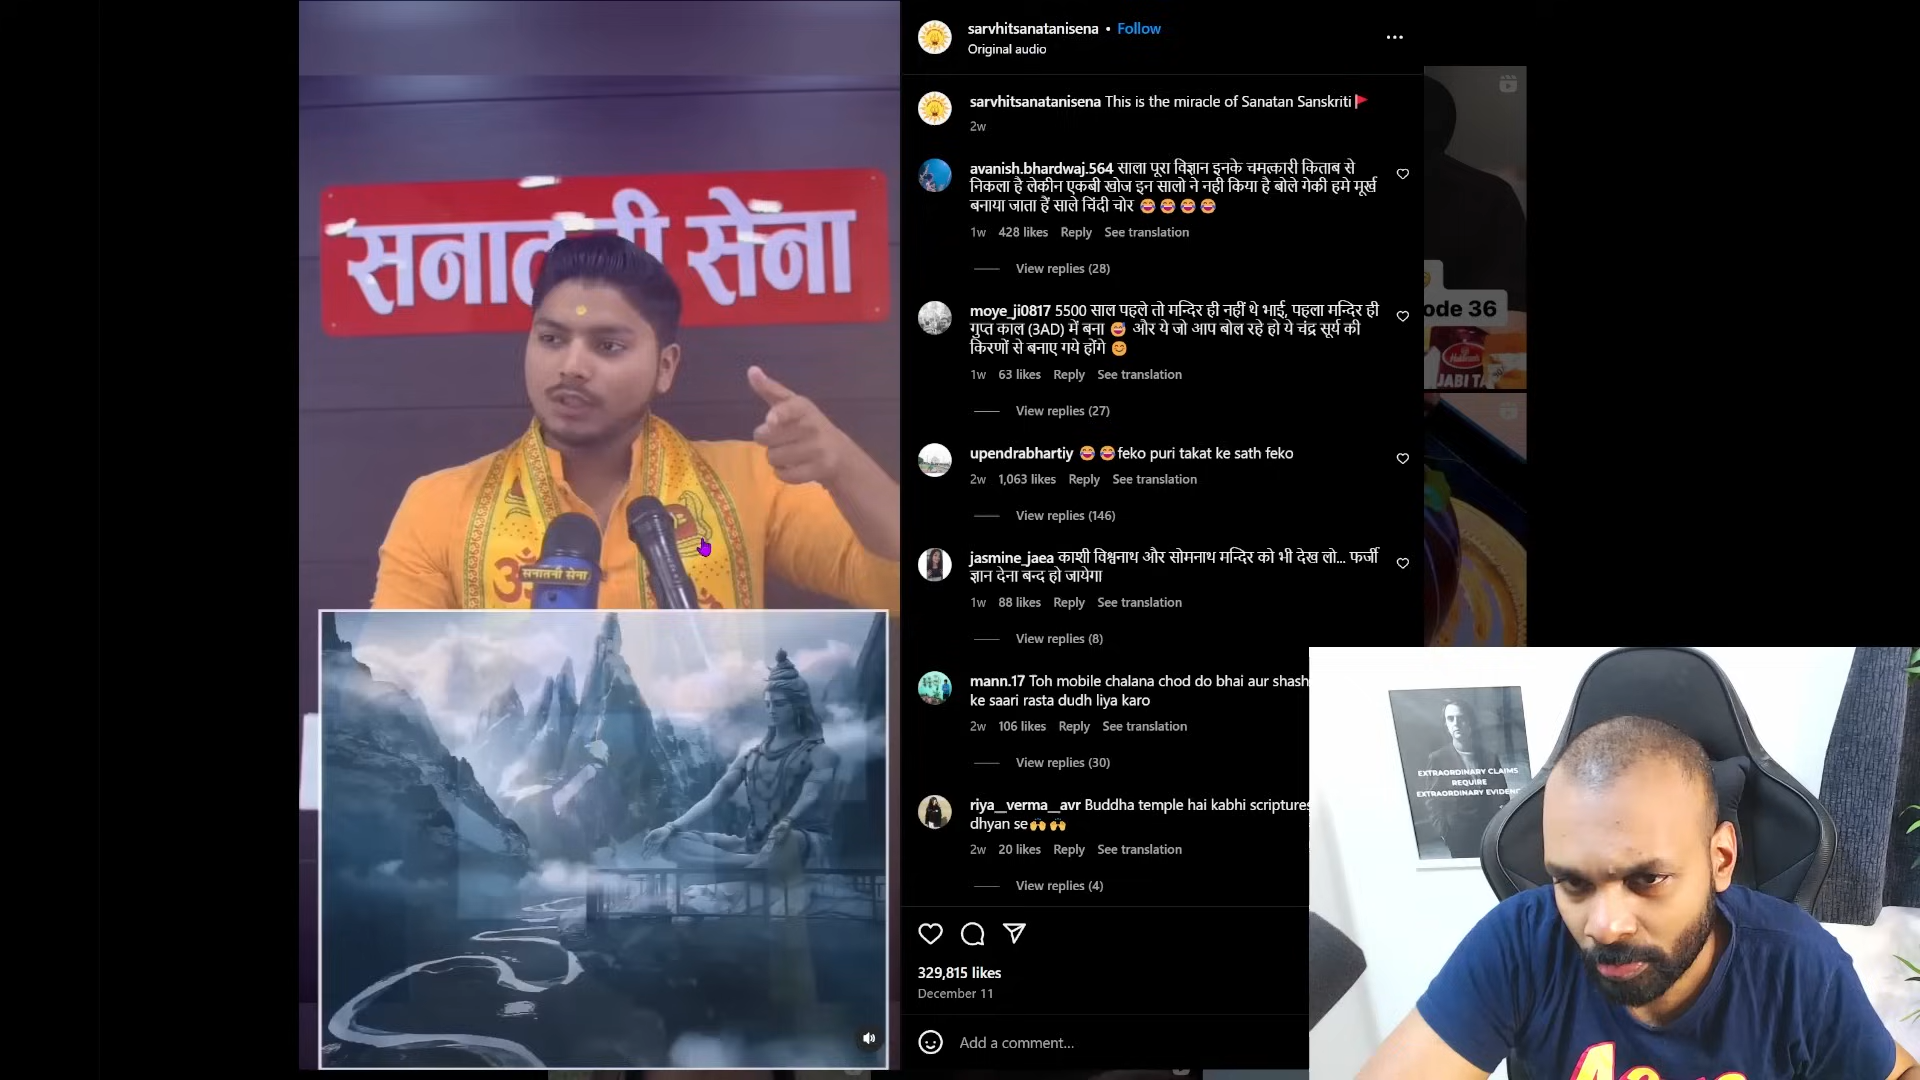 सनातनी सेना
सनातनी सेना
sarvhitsanatanisena • Follow
Original audio
sarvhitsanatanisena This is the miracle of Sanatan Sanskriti🚩
2w
avanish.bhardwaj.564 साला पूरा विज्ञान इनके चमत्कारी किताब से
निकला है लेकीन एकबी खोज इन सालो ने नही किया है बोले गेकी हमे मूर्ख
बनाया जाता हैं साले चिंदी चोर 😂😂😂😂
1w 428 likes Reply See translation
View replies (28)
moye_ji0817 5500 साल पहले तो मन्दिर ही नहीं थे भाई, पहला मन्दिर ही
गुप्त काल (3AD) में बना 😅 और ये जो आप बोल रहे हो ये चंद्र सूर्य की
किरणों से बनाए गये होंगे 😊
1w 63 likes Reply See translation
View replies (27)
upendrabhartiy 😂😂feko puri takat ke sath feko
2w 1,063 likes Reply See translation
View replies (146)
jasmine_jaea काशी विश्वनाथ और सोमनाथ मन्दिर को भी देख लो... फर्जी
ज्ञान देना बन्द हो जायेगा
1w 88 likes Reply See translation
View replies (8)
mann.17 Toh mobile chalana chod do bhai aur shash
ke saari rasta dudh liya karo
2w 106 likes Reply See translation
View replies (30)
riya__verma__avr Buddha temple hai kabhi scriptures
dhyan se🙌🙌
2w 20 likes Reply See translation
View replies (4)
329,815 likes
December 11
Add a comment...
ode 36
Haldiram's
JABI TA
EXTRAORDINARY CLAIMS
REQUIRE
EXTRAORDINARY EVIDENC